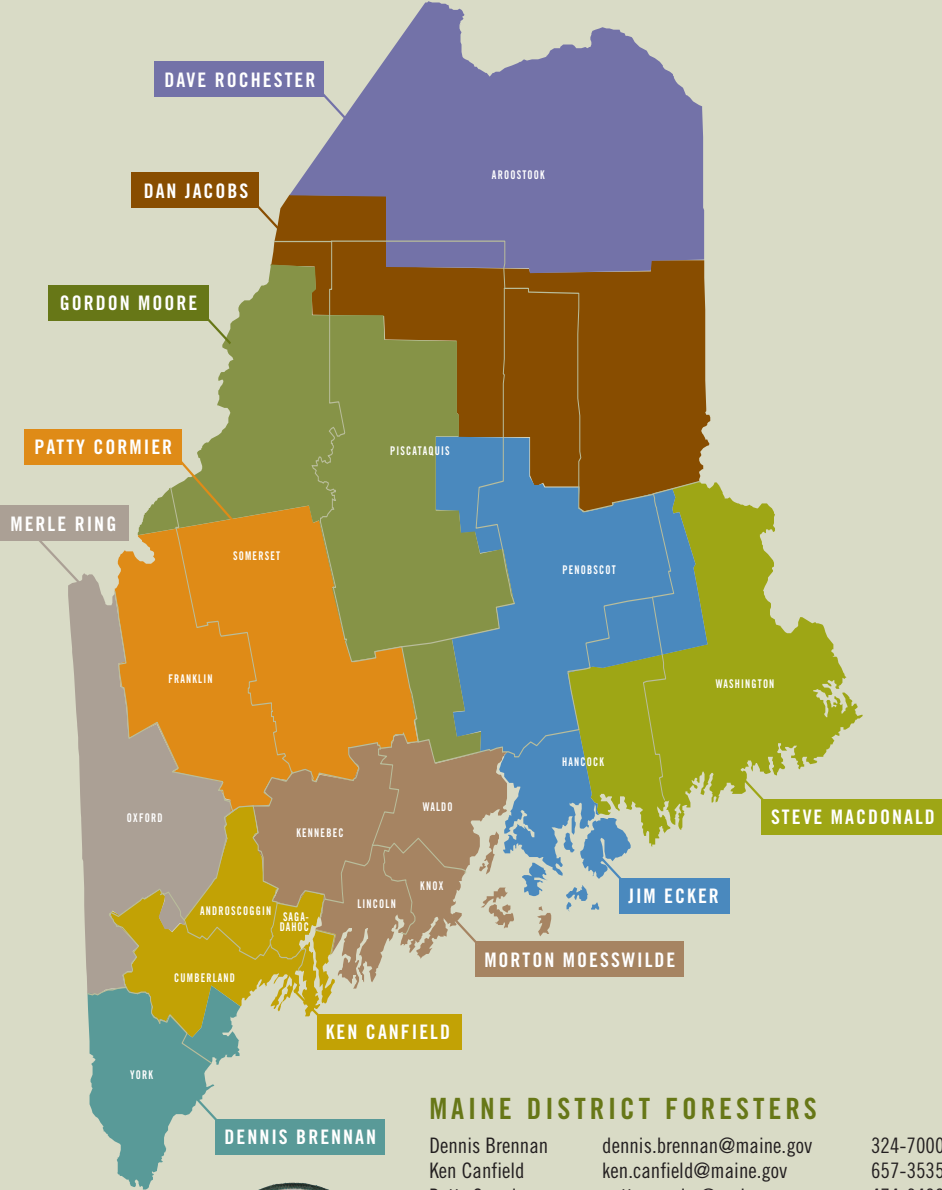 DAVE ROCHESTER
AROOSTOOK
DAN JACOBS
GORDON MOORE
PATTY CORMIER
PISCATAQUIS
MERLE RING
SOMERSET
PENOBSCOT
FRANKLIN
WASHINGTON
HANCOCK
OXFORD
WALDO
STEVE MACDONALD
KENNEBEC
KNOX
JIM ECKER
LINCOLN
ANDROSCOGGIN
SAGA-
DAHOC
MORTON MOESSWILDE
CUMBERLAND
KEN CANFIELD
YORK
DENNIS BRENNAN
MAINE DISTRICT FORESTERS
Dennis Brennan dennis.brennan@maine.gov 324-7000
Ken Canfield ken.canfield@maine.gov 657-3535